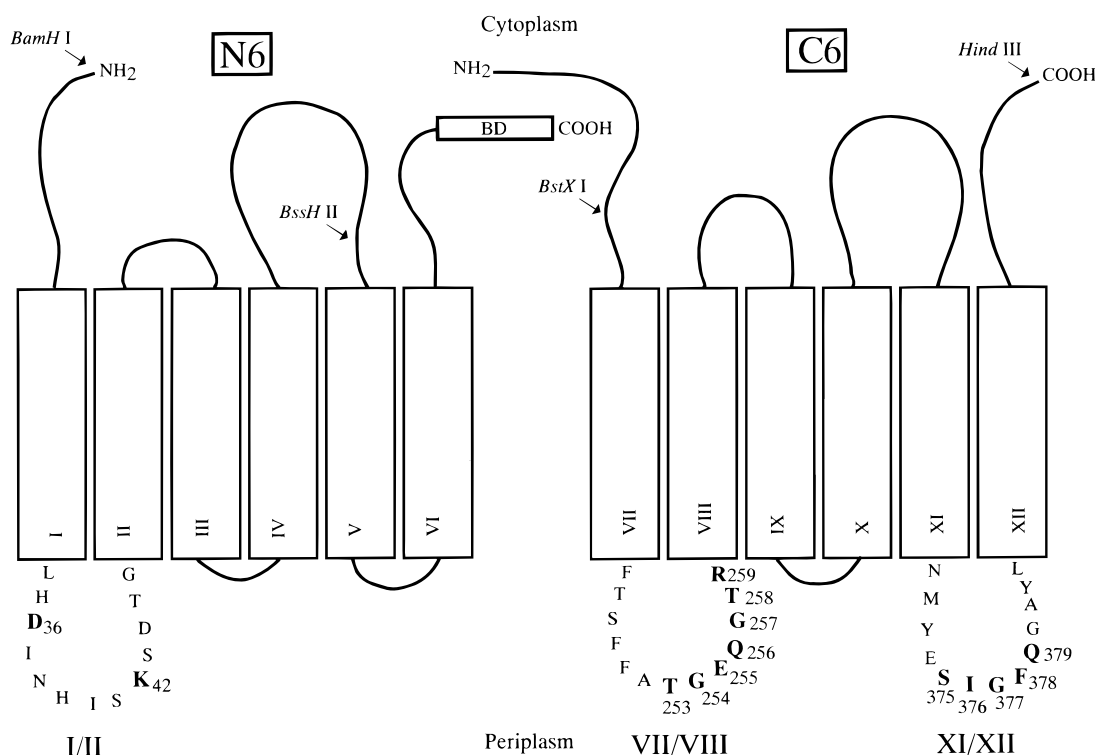 Cytoplasm
BamH I
N6
C6
Hind III
NH2
NH2
COOH
BD
COOH
BstX I
BssH II
I
II
III
IV
V
VI
VII
VIII
IX
X
XI
XII
L
H
D36
I
N
H
I
S
K42
S
D
T
G
F
T
S
F
F
A
T
253
G
254
E255
Q256
G257
T258
R259
N
M
Y
E
S
375
I
376
G
377
F378
Q379
G
A
Y
L
I/II
Periplasm
VII/VIII
XI/XII